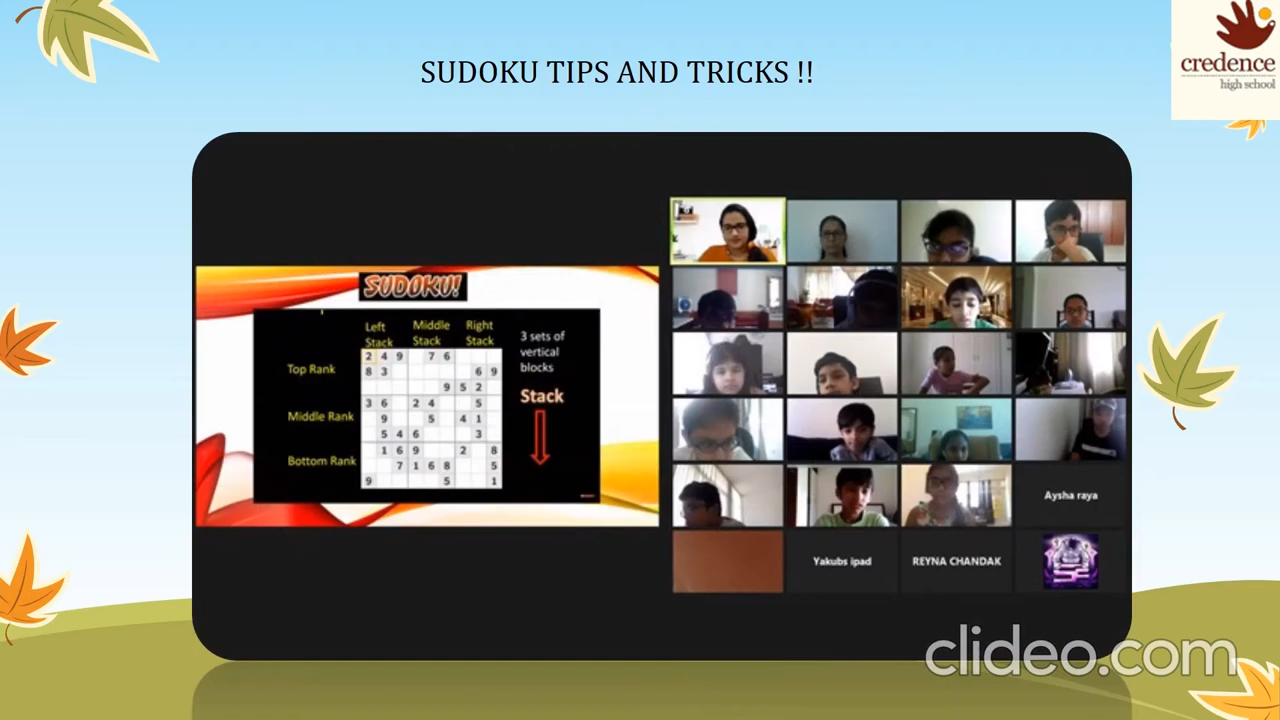 SUDOKU TIPS AND TRICKS !!
credence
high school
SUDOKU!
Left Stack
Middle Stack
Right Stack
Top Rank
Middle Rank
Bottom Rank
2 4 9 7 6
8 3 6 9
9 5 2
3 6 2 4 5
9 5 4 1
5 4 6 3
1 6 9 2 8
7 1 6 8 5
9 5 1
3 sets of
vertical
blocks
Stack
Aysha raya
Yakubs ipad
REYNA CHANDAK
clideo.com